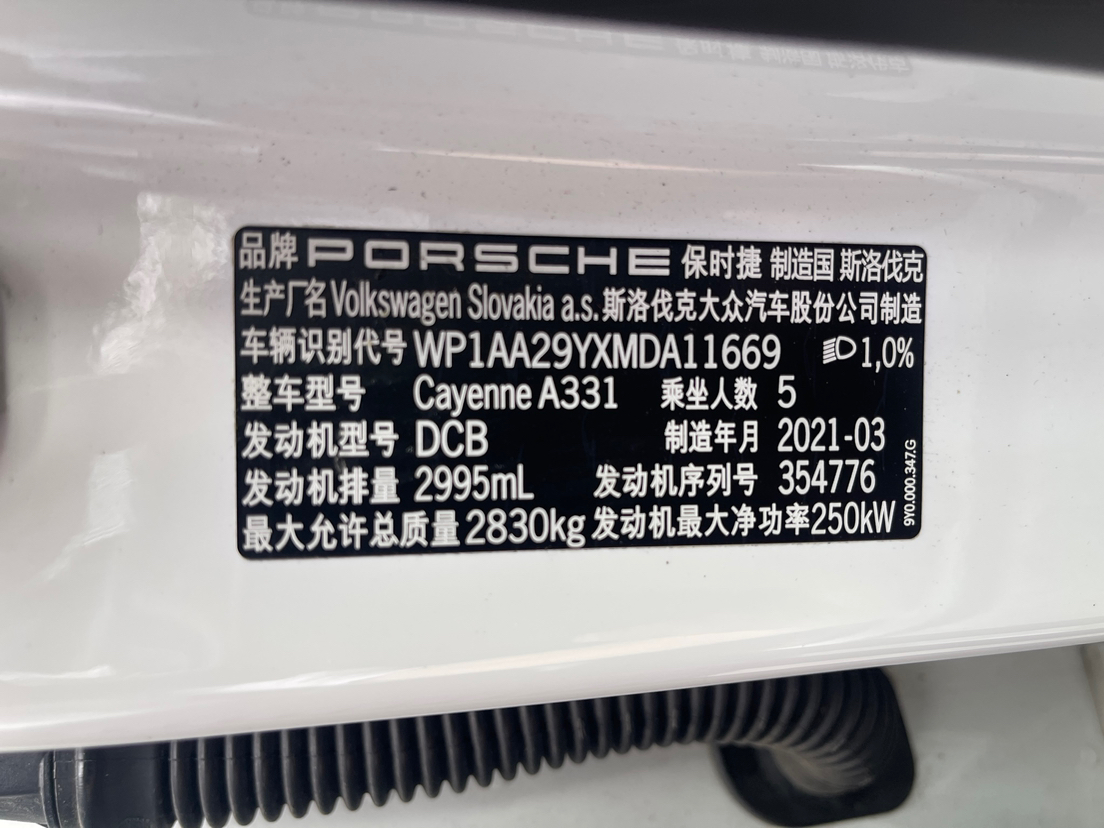 品牌 PORSCHE 保时捷 制造国 斯洛伐克
生产厂名 Volkswagen Slovakia a.s. 斯洛伐克大众汽车股份公司制造
车辆识别代号 WP1AA29YXMDA11669 1,0%
整车型号 Cayenne A331 乘坐人数 5
发动机型号 DCB 制造年月 2021-03
发动机排量 2995mL 发动机序列号 354776
最大允许总质量 2830kg 发动机最大净功率 250kW
9Y0.000.347.G